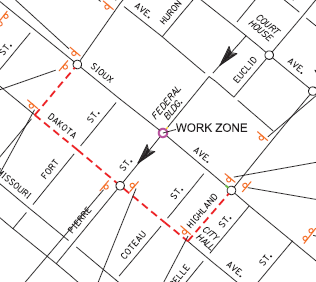 AVE.
HURON
COURT
HOUSE
ST.
SIOUX
EUCLID
AVE.
FEDERAL
BLDG.
DAKOTA
ST.
WORK ZONE
AVE.
FORT
ST.
MISSOURI
ST.
HIGHLAND
PIERRE
CITY
HALL
ST.
COTEAU
AVE.
ST.
ELLE